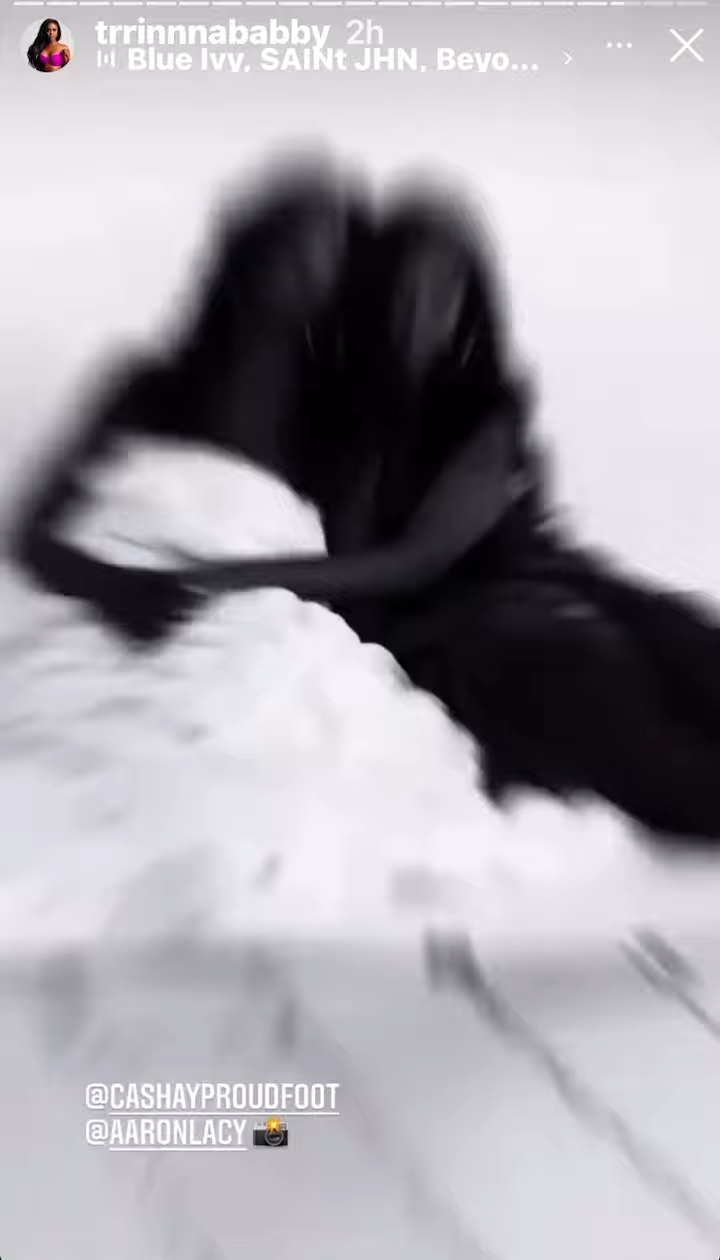 trrinnnababby 2h
Blue Ivy, SAINt JHN, Beyo...
@CASHAYPROUDFOOT
@AARONLACY